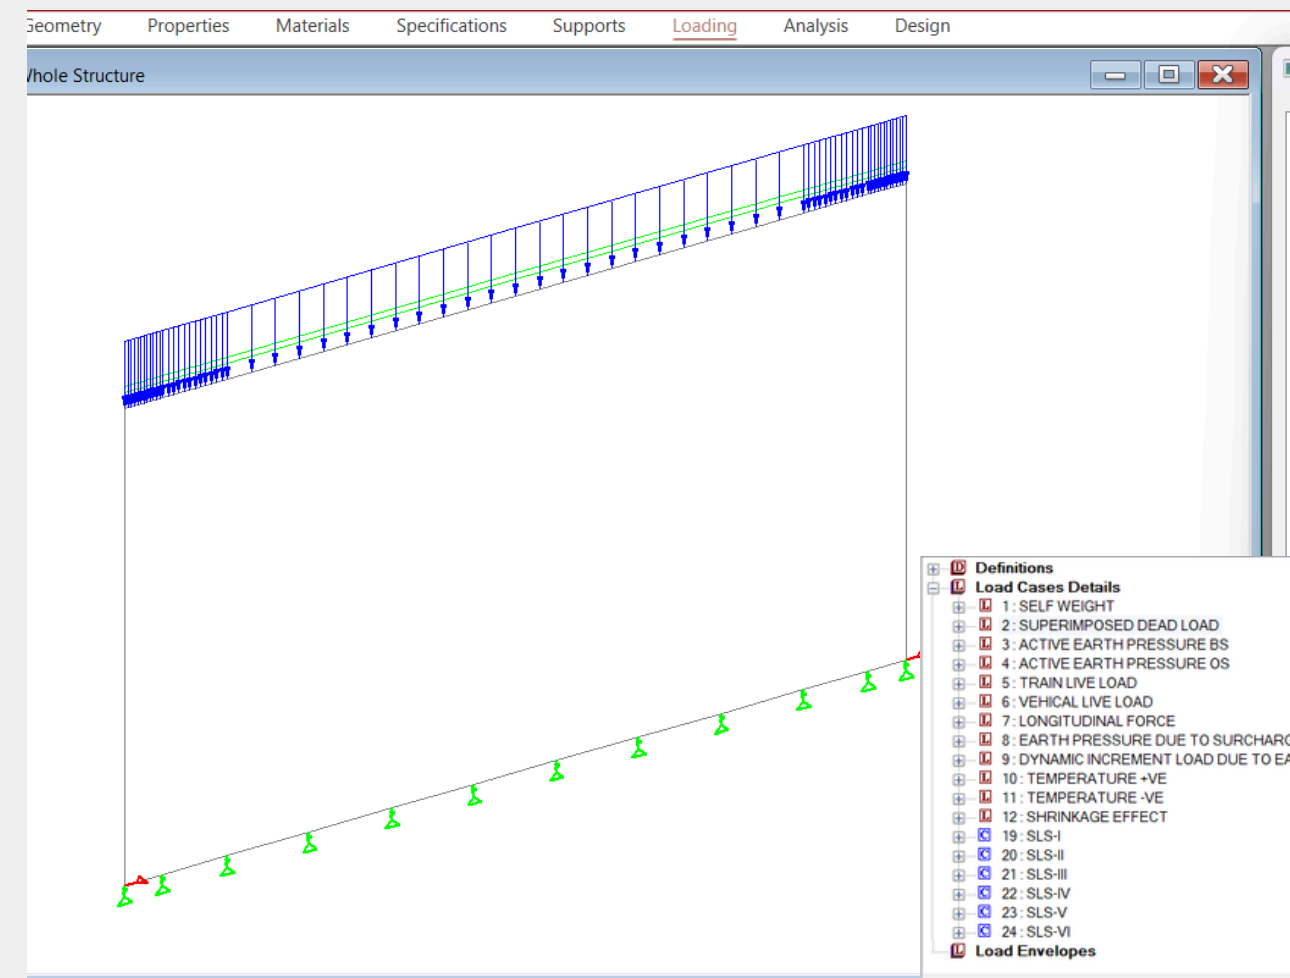 Geometry Properties Materials Specifications Supports Loading Analysis Design
Whole Structure
Definitions
Load Cases Details
1 : SELF WEIGHT
2 : SUPERIMPOSED DEAD LOAD
3 : ACTIVE EARTH PRESSURE BS
4 : ACTIVE EARTH PRESSURE OS
5 : TRAIN LIVE LOAD
6 : VEHICAL LIVE LOAD
7 : LONGITUDINAL FORCE
8 : EARTH PRESSURE DUE TO SURCHARG
9 : DYNAMIC INCREMENT LOAD DUE TO EA
10 : TEMPERATURE +VE
11 : TEMPERATURE -VE
12 : SHRINKAGE EFFECT
19 : SLS-I
20 : SLS-II
21 : SLS-III
22 : SLS-IV
23 : SLS-V
24 : SLS-VI
Load Envelopes